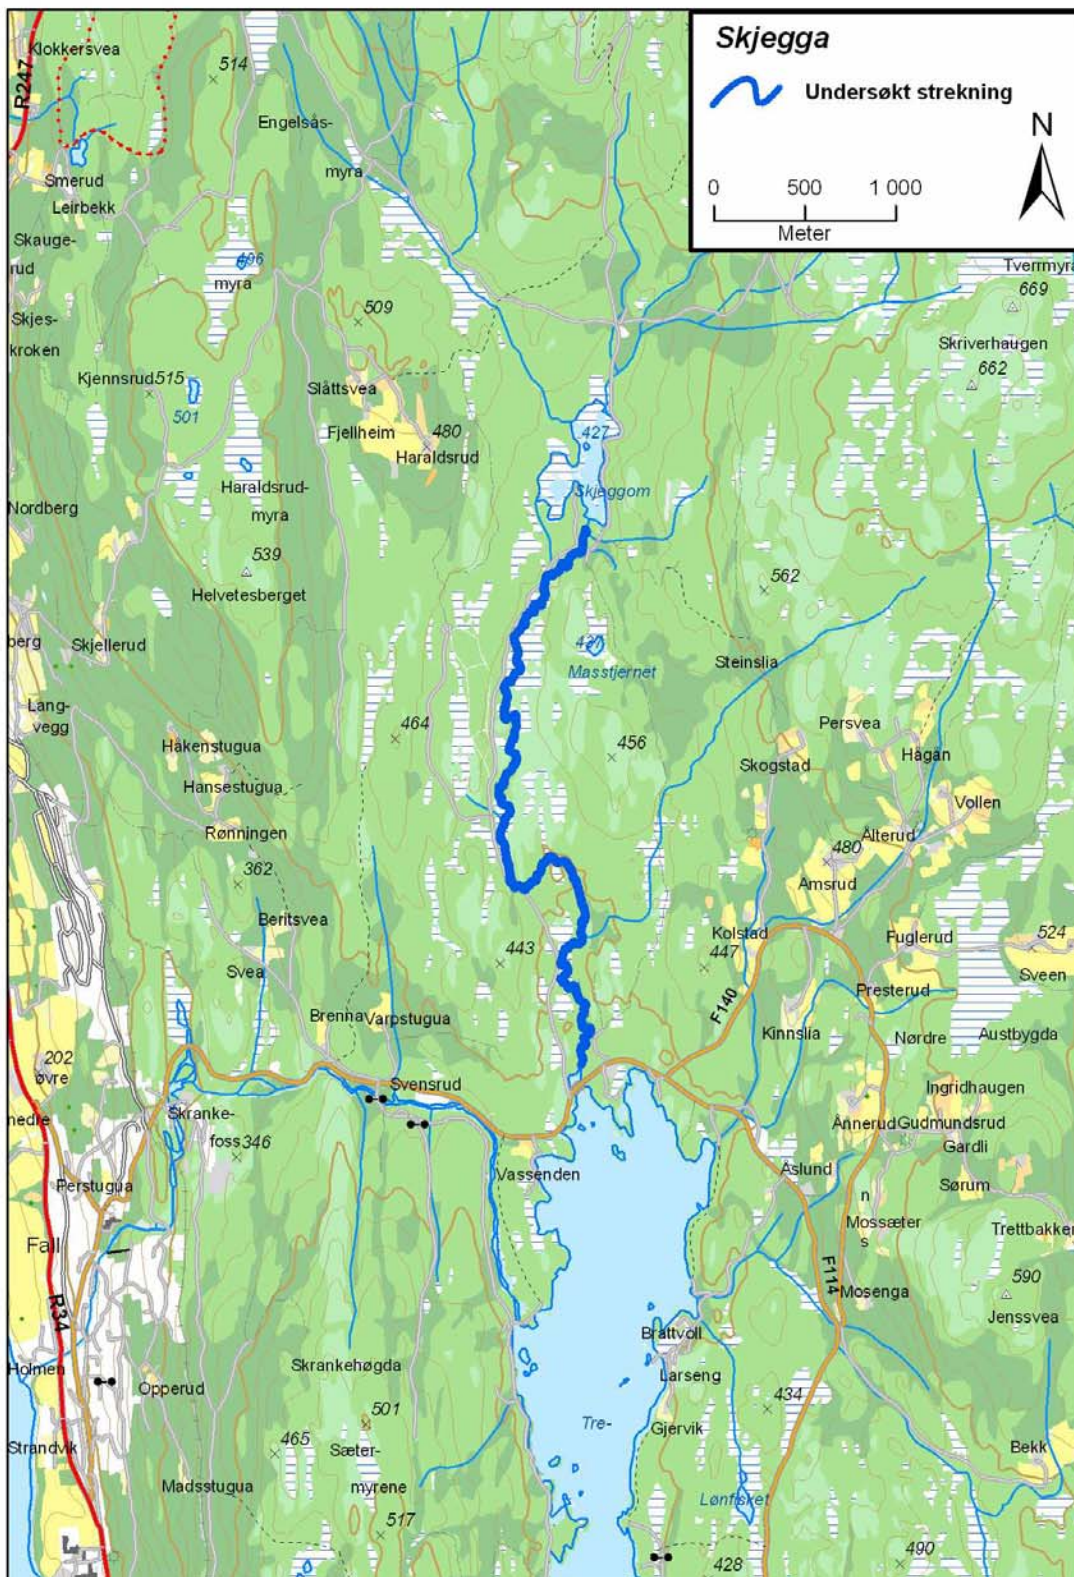 Skjegga
Undersøkt strekning
N
0 500 1 000
Meter
Klokkersvea
R247
514
Engelsås-
myra
Smerud
Leirbekk
Skauge-
rud
496
myra
Tverrmyra
669
Skjes-
kroken
509
Skriverhaugen
662
Kjennsrud
515
501
Slåttsvea
Fjellheim
480
Haraldsrud
427
Skjeggom
Haraldsrud-
myra
Nordberg
539
Helvetesberget
562
berg
Skjellerud
Masstjernet
Steinslia
Lang-
vegg
464
456
Persvea
Hågån
Håkenstugua
Hansestugua
Skogstad
Vollen
Rønningen
Ålterud
480
Amsrud
362
Beritsvea
Kolstad
Fuglerud
524
Svea
443
447
Sveen
F140
Presterud
Brenna
Varpstugua
Kinnslia
Nørdre
Austbygda
202
øvre
Svensrud
Ingridhaugen
nedre
Skranke-
foss
346
Ånnerud
Gudmundsrud
Gardli
Vassenden
Åslund
Perstugua
n
Sørum
Mossæter
s
Trettbakken
Fall
F114
590
Mosenga
R34
Jenssvea
Brattvoll
Holmen
Skrankehøgda
Larseng
Opperud
501
Tre-
434
Gjervik
Strandvik
465
Sæter-
myrene
Bekk
Madsstugua
Lønfisket
517
428
490